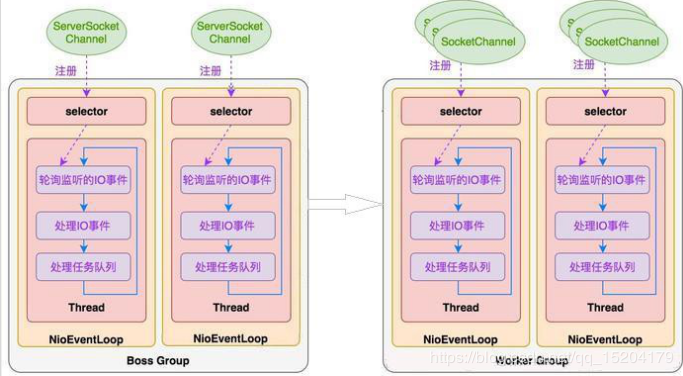 ServerSocket
Channel
ServerSocket
Channel
SocketChannel
SocketChannel
注册
注册
注册
注册
selector
selector
selector
selector
轮询监听的IO事件
轮询监听的IO事件
轮询监听的IO事件
轮询监听的IO事件
处理IO事件
处理IO事件
处理IO事件
处理IO事件
处理任务队列
处理任务队列
处理任务队列
处理任务队列
Thread
Thread
Thread
Thread
NioEventLoop
NioEventLoop
NioEventLoop
NioEventLoop
Boss Group
Worker Group